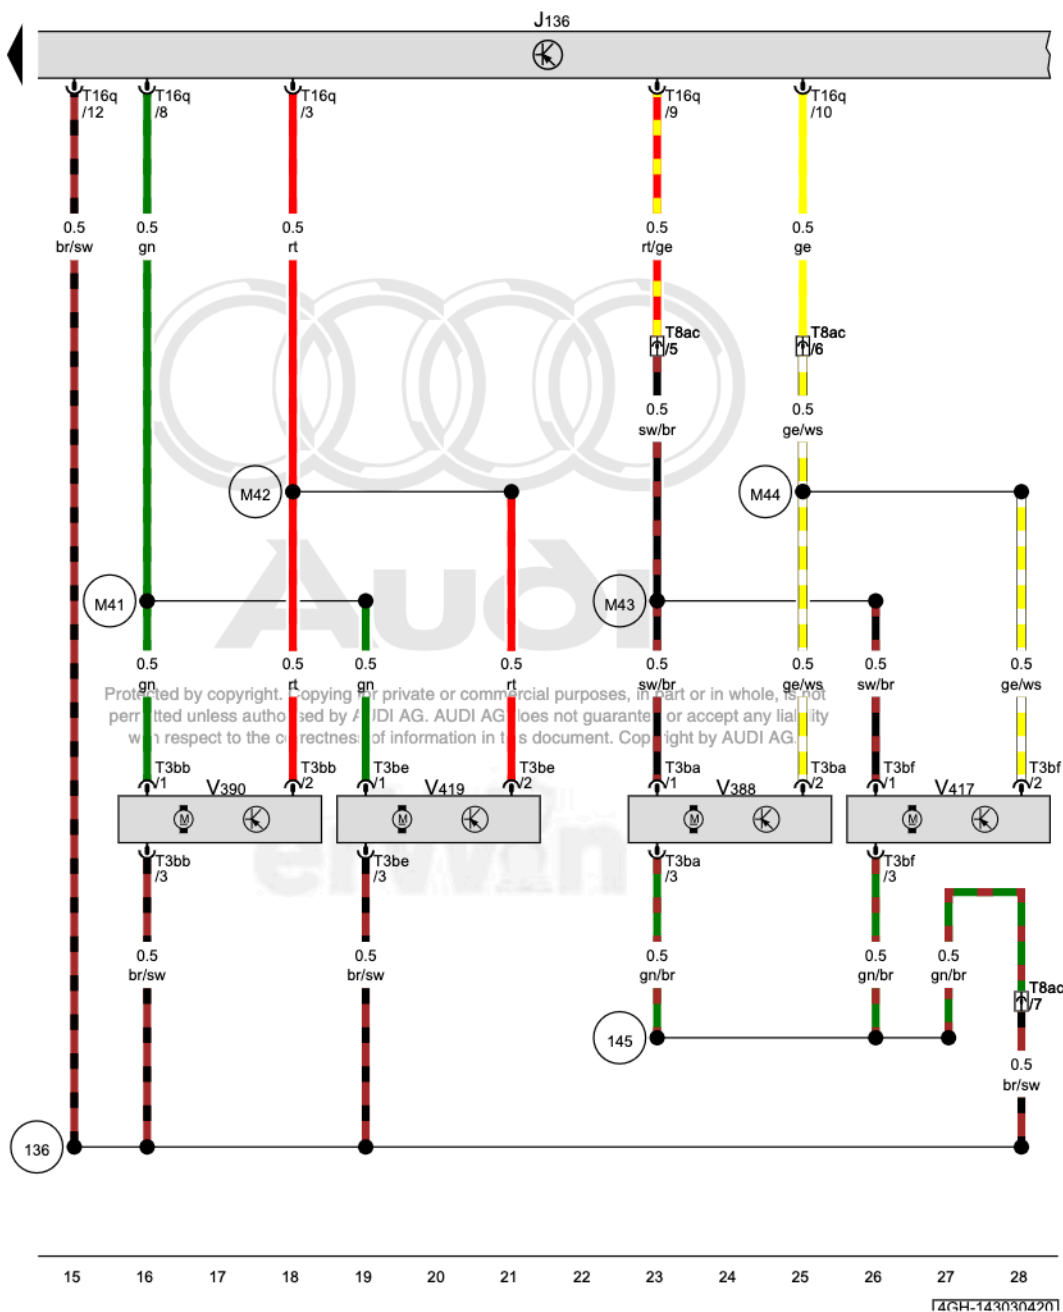 J136
T16q
/12
T16q
/8
T16q
/3
T16q
/9
T16q
/10
0.5
br/sw
0.5
gn
0.5
rt
0.5
rt/ge
0.5
ge
T8ac
/5
T8ac
/6
0.5
sw/br
0.5
ge/ws
M42
M44
Audi
M41
M43
0.5
gn
0.5
rt
0.5
gn
0.5
rt
0.5
sw/br
0.5
ge/ws
0.5
sw/br
0.5
ge/ws
Protected by copyright. Copying for private or commercial purposes, in part or in whole, is not
permitted unless authorised by AUDI AG. AUDI AG does not guarantee or accept any liability
with respect to the correctness of information in this document. Copyright by AUDI AG.
T3bb
/1
V390
T3bb
/2
T3be
/1
V419
T3be
/2
T3ba
/1
V388
T3ba
/2
T3bf
/1
V417
T3bf
/2
M
M
M
M
erWin
T3bb
/3
T3be
/3
T3ba
/3
T3bf
/3
0.5
br/sw
0.5
br/sw
0.5
gn/br
0.5
gn/br
0.5
gn/br
T8ac
/7
145
0.5
br/sw
136
15 16 17 18 19 20 21 22 23 24 25 26 27 28
4GH-143030420